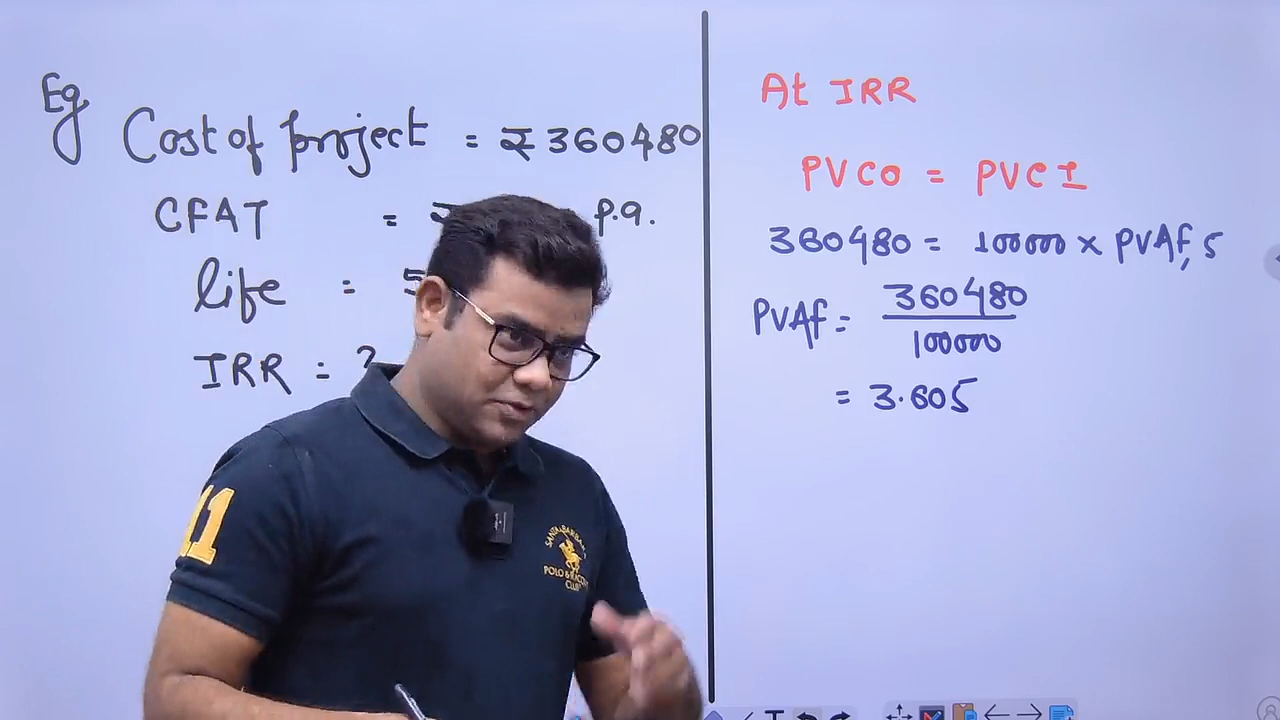 Eg
Cost of project = ₹360480
CFAT =
p.a.
life =
IRR = ?
At IRR
PVCO = PVCI
360480 = 100000 × PVAf, 5
PVAf = 360480
100000
= 3.605
11
POLO &
CLUB